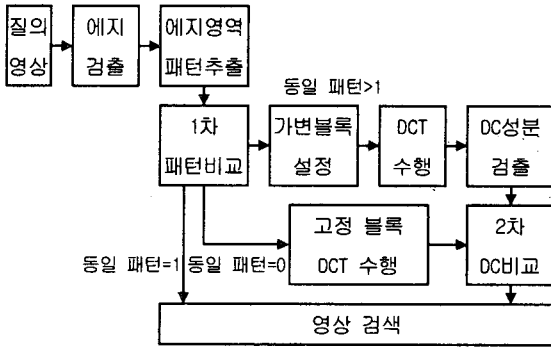 질의
영상
에지
검출
에지영역
패턴추출
동일 패턴>1
1차
패턴비교
가변블록
설정
DCT
수행
DC성분
검출
고정 블록
DCT 수행
2차
DC비교
동일 패턴=1
동일 패턴=0
영상 검색